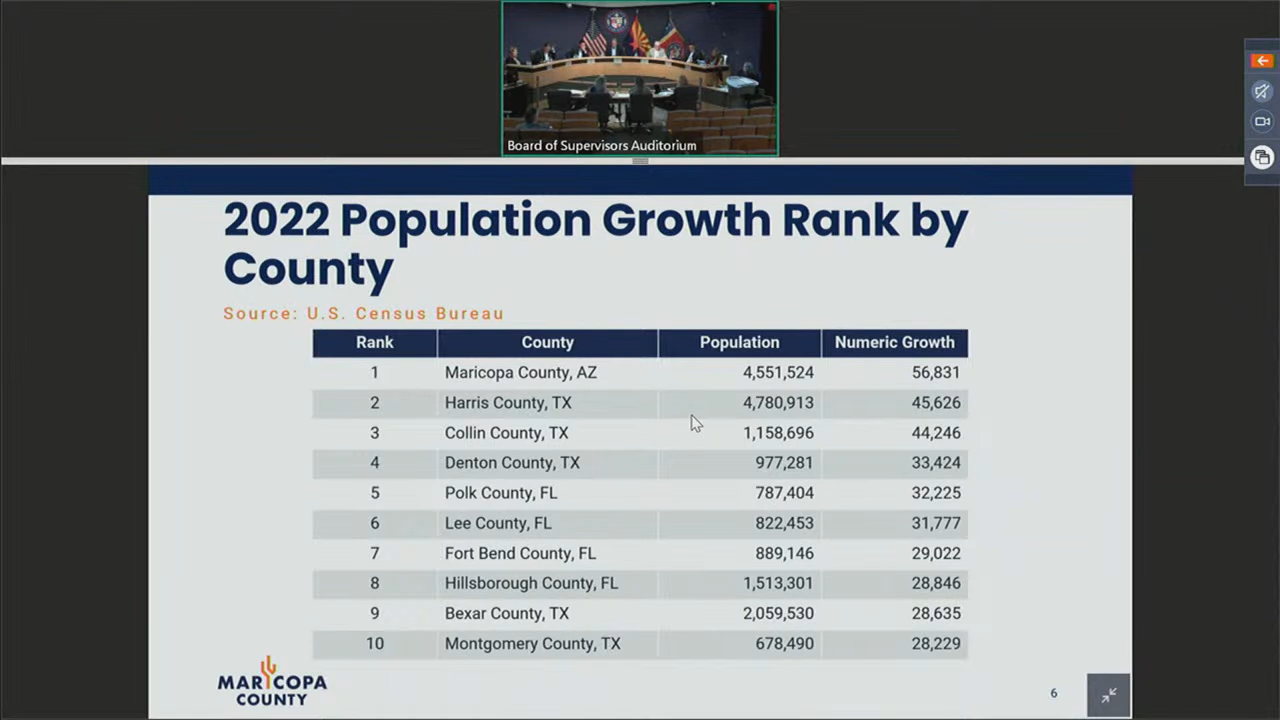 Board of Supervisors Auditorium
2022 Population Growth Rank by
County
Source: U.S. Census Bureau
Rank County Population Numeric Growth
1 Maricopa County, AZ 4,551,524 56,831
2 Harris County, TX 4,780,913 45,626
3 Collin County, TX 1,158,696 44,246
4 Denton County, TX 977,281 33,424
5 Polk County, FL 787,404 32,225
6 Lee County, FL 822,453 31,777
7 Fort Bend County, FL 889,146 29,022
8 Hillsborough County, FL 1,513,301 28,846
9 Bexar County, TX 2,059,530 28,635
10 Montgomery County, TX 678,490 28,229
MARICOPA
COUNTY
6